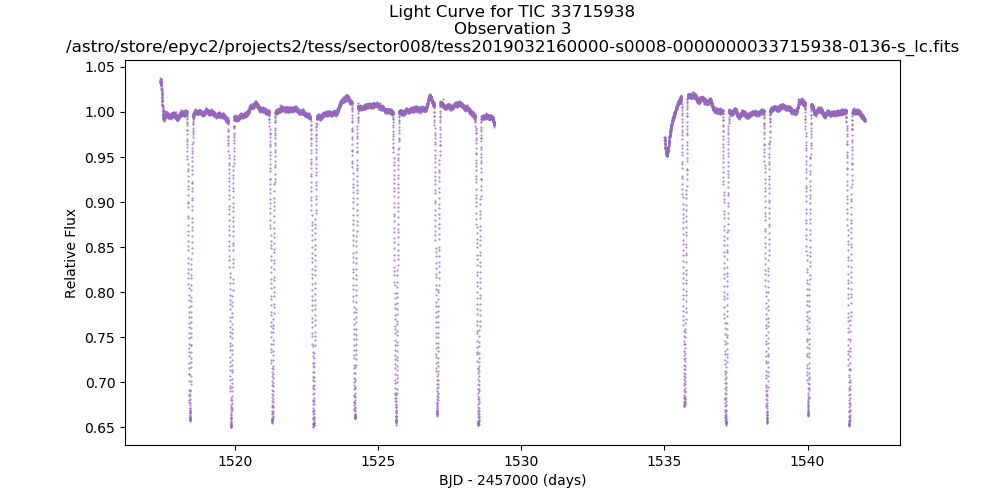 Light Curve for TIC 33715938
Observation 3
/astro/store/epyc2/projects2/tess/sector008/tess2019032160000-s0008-0000000033715938-0136-s_lc.fits
1.05
1.00
0.95
0.90
0.85
0.80
0.75
0.70
0.65
Relative Flux
1520
1525
1530
1535
1540
BJD - 2457000 (days)